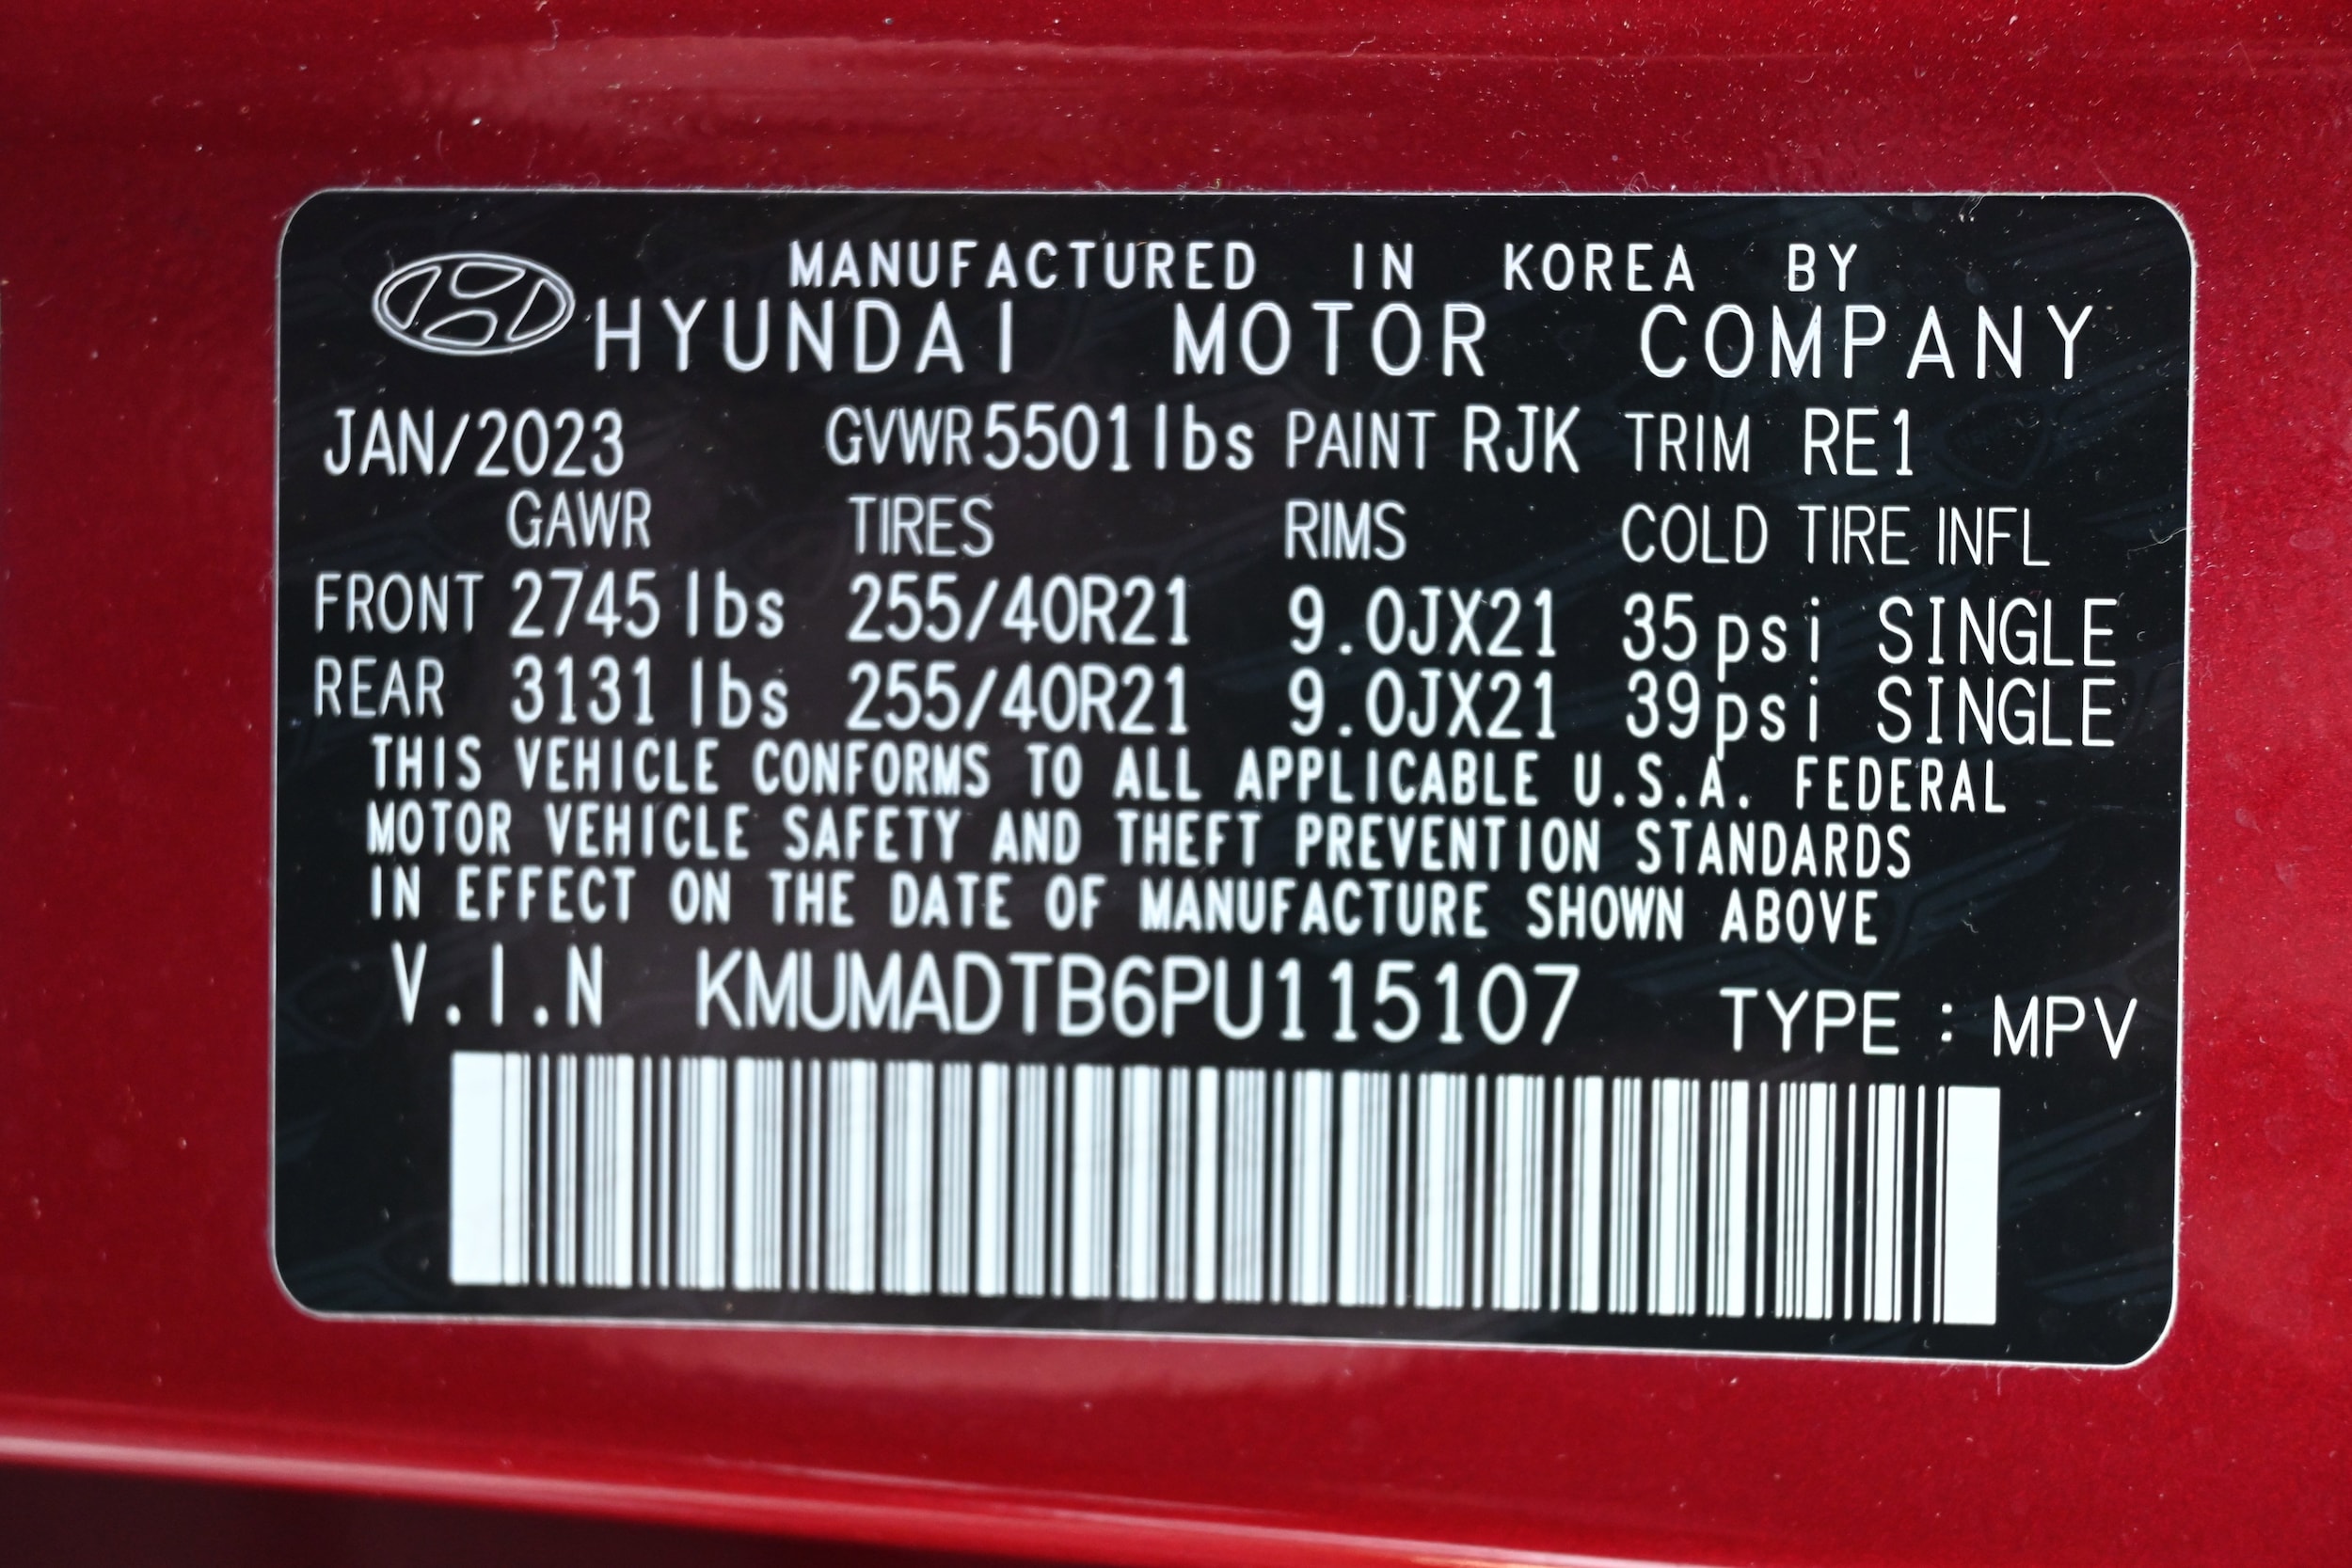 MANUFACTURED IN KOREA BY
HYUNDAI MOTOR COMPANY
JAN/2023 GVWR 5501 lbs PAINT RJK TRIM RE1
GAWR TIRES RIMS COLD TIRE INFL
FRONT 2745 lbs 255/40R21 9.0JX21 35psi SINGLE
REAR 3131 lbs 255/40R21 9.0JX21 39psi SINGLE
THIS VEHICLE CONFORMS TO ALL APPLICABLE U.S.A. FEDERAL
MOTOR VEHICLE SAFETY AND THEFT PREVENTION STANDARDS
IN EFFECT ON THE DATE OF MANUFACTURE SHOWN ABOVE
V.I.N KMUMADTB6PU115107 TYPE : MPV